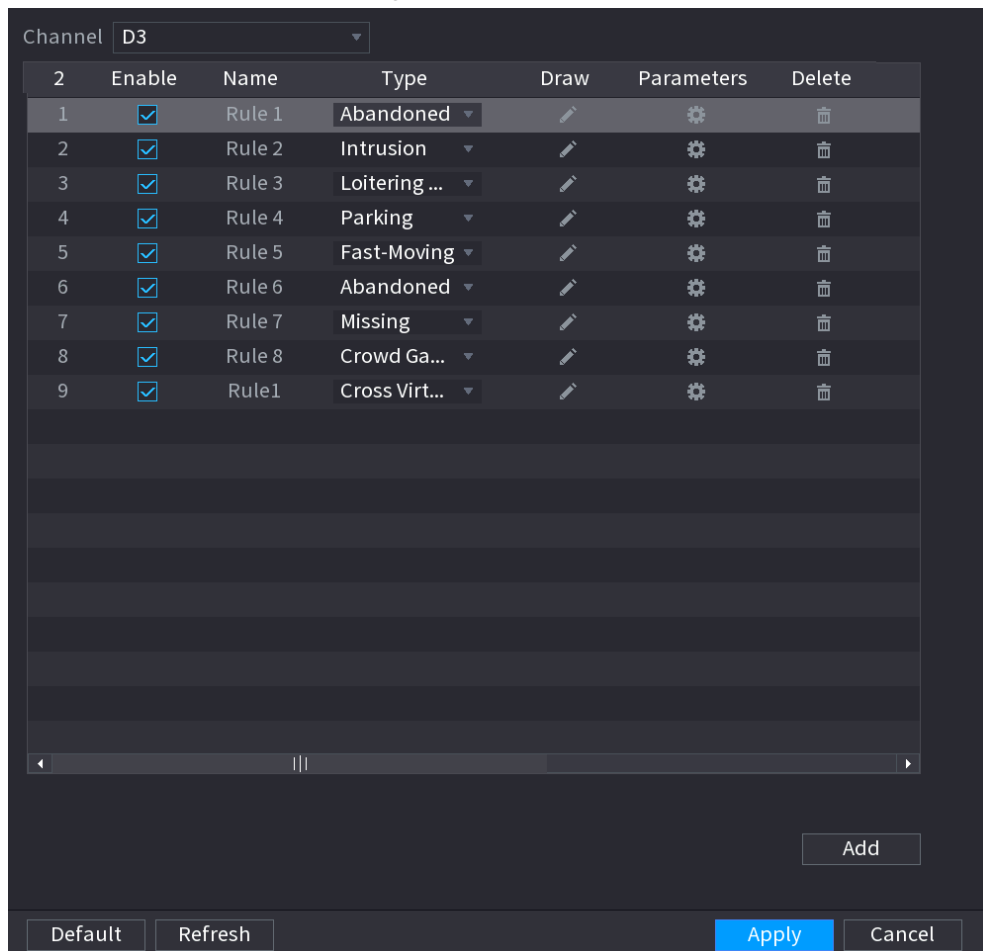 Channel D3
2 Enable Name Type Draw Parameters Delete
1 Rule 1 Abandoned
2 Rule 2 Intrusion
3 Rule 3 Loitering ...
4 Rule 4 Parking
5 Rule 5 Fast-Moving
6 Rule 6 Abandoned
7 Rule 7 Missing
8 Rule 8 Crowd Ga...
9 Rule1 Cross Virt...
Add
Default Refresh Apply Cancel